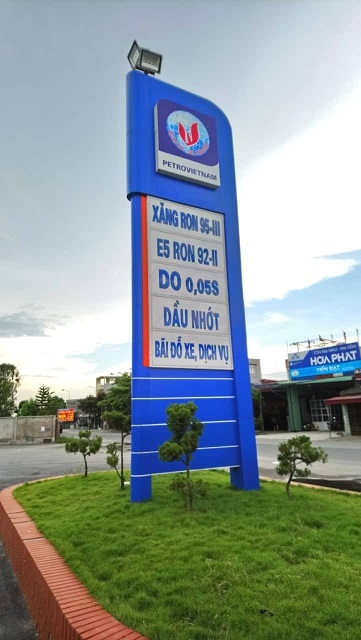 PETROVIETNAM
XĂNG RON 95-III
E5 RON 92-II
DO 0,05S
DẦU NHỚT
BÃI ĐỖ XE, DỊCH VỤ
HOA PHAT